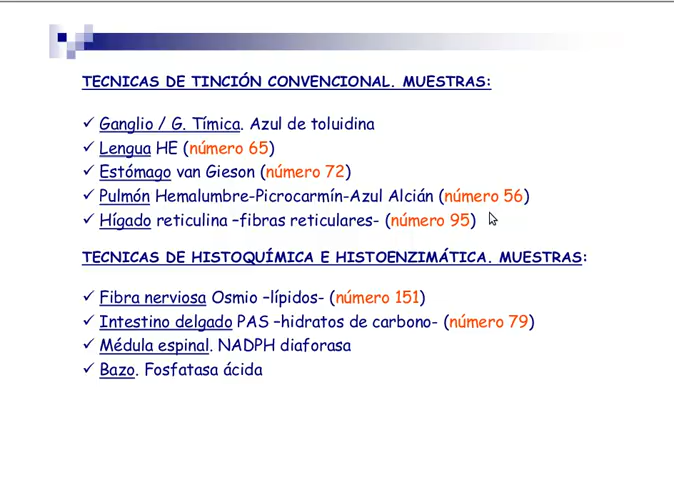 TECNICAS DE TINCIÓN CONVENCIONAL. MUESTRAS:
✓ Ganglio / G. Tímica. Azul de toluidina
✓ Lengua HE (número 65)
✓ Estómago van Gieson (número 72)
✓ Pulmón Hemalumbre-Picrocarmín-Azul Alcián (número 56)
✓ Hígado reticulina –fibras reticulares- (número 95)
TECNICAS DE HISTOQUÍMICA E HISTOENZIMÁTICA. MUESTRAS:
✓ Fibra nerviosa Osmio –lípidos- (número 151)
✓ Intestino delgado PAS –hidratos de carbono- (número 79)
✓ Médula espinal. NADPH diaforasa
✓ Bazo. Fosfatasa ácida